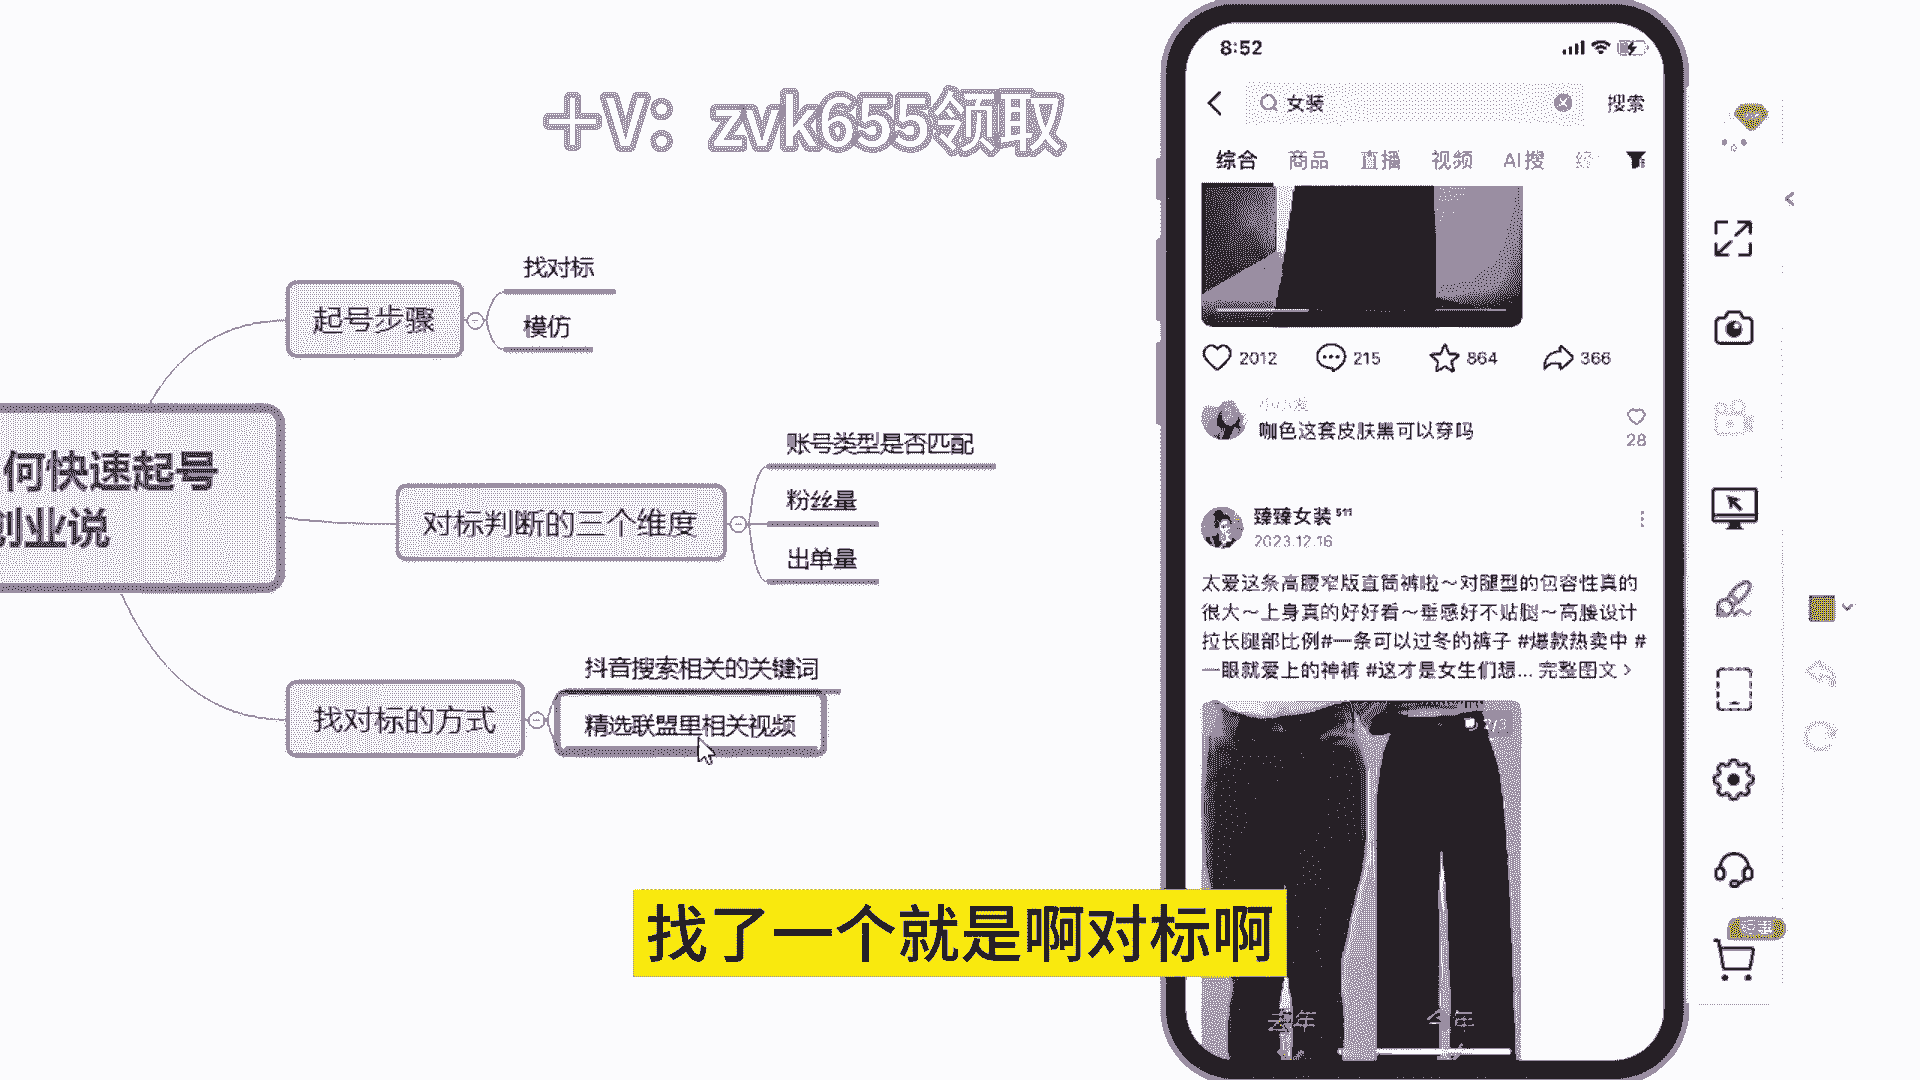 +V：zvk655领取
起号步骤
找对标
模仿
何快速起号
创业说
对标判断的三个维度
账号类型是否匹配
粉丝量
出单量
找对标的方式
抖音搜索相关的关键词
精选联盟里相关视频
8:52
女装
搜索
综合 商品 直播 视频 AI搜
2012 215 864 366
咖色这套皮肤黑可以穿吗
28
臻臻女装511
2023.12.16
太爱这条高腰窄版直筒裤啦～对腿型的包容性真的
很大～上身真的好好看～垂感好不贴腿～高腰设计
拉长腿部比例#一条可以过冬的裤子 #爆款热卖中 #
一眼就爱上的神裤 #这才是女生们想... 完整图文 >
2/3
去年 今年
找了一个就是啊对标啊